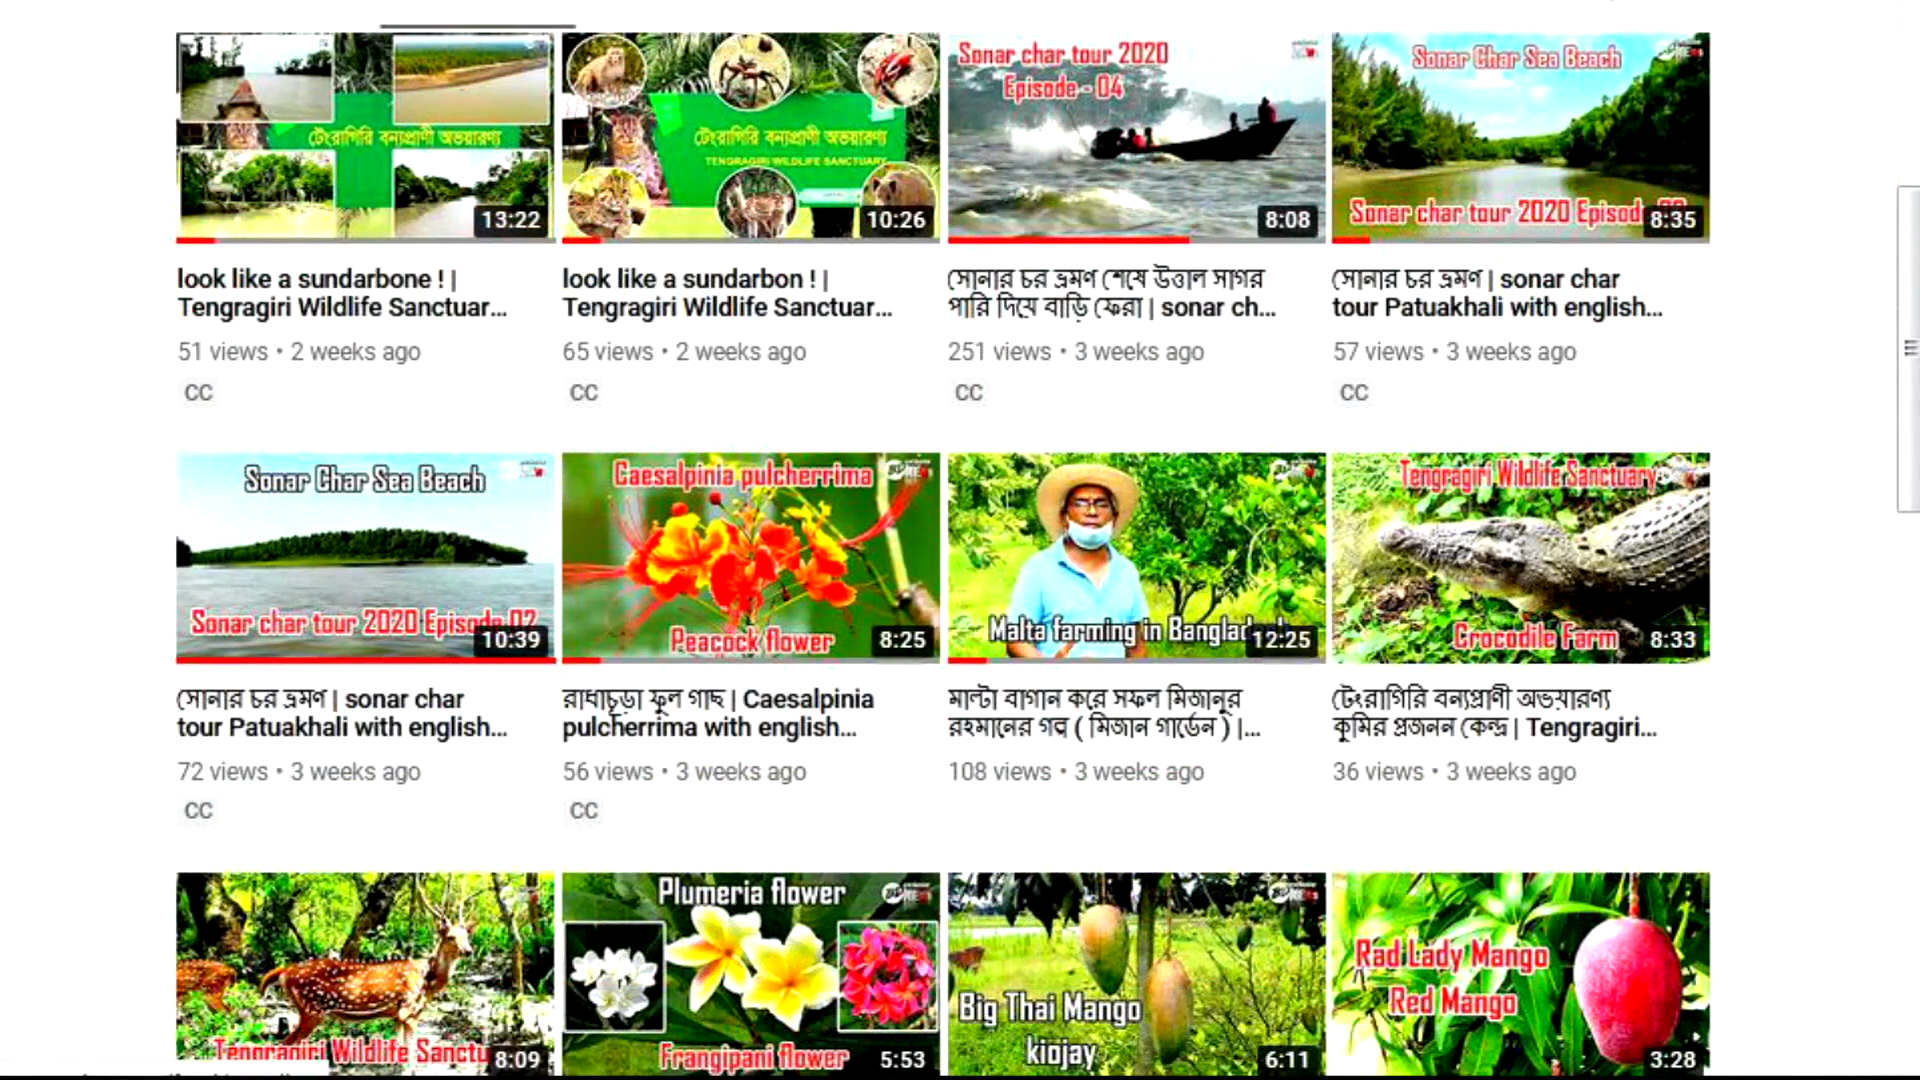 টেংরাগিরি বন্যপ্রাণী অভয়ারণ্য
13:22
টেংরাগিরি বন্যপ্রাণী অভয়ারণ্য
TENGRAGIRI WILDLIFE SANCTUARY
10:26
Sonar char tour 2020
Episode - 04
8:08
Sonar Char Sea Beach
Sonar char tour 2020 Episod
8:35
look like a sundarbone ! |
Tengragiri Wildlife Sanctuar...
51 views • 2 weeks ago
CC
look like a sundarbon ! |
Tengragiri Wildlife Sanctuar...
65 views • 2 weeks ago
CC
সোনার চর ভ্রমণ শেষে উত্তাল সাগর
পারি দিয়ে বাড়ি ফেরা | sonar ch...
251 views • 3 weeks ago
CC
সোনার চর ভ্রমণ | sonar char
tour Patuakhali with english...
57 views • 3 weeks ago
CC
Sonar Char Sea Beach
Sonar char tour 2020 Episode 02
10:39
Caesalpinia pulcherrima
Peacock flower
8:25
Malta farming in Banglad
12:25
Tengragiri Wildlife Sanctuary
Crocodile Farm
8:33
সোনার চর ভ্রমণ | sonar char
tour Patuakhali with english...
72 views • 3 weeks ago
CC
রাধাচূড়া ফুল গাছ | Caesalpinia
pulcherrima with english...
56 views • 3 weeks ago
CC
মাল্টা বাগান করে সফল মিজানুর
রহমানের গল্প ( মিজান গার্ডেন ) |...
108 views • 3 weeks ago
টেংরাগিরি বন্যপ্রাণী অভয়ারণ্য
কুমির প্রজনন কেন্দ্র | Tengragiri...
36 views • 3 weeks ago
Tengragiri Wildlife Sanctu
8:09
Plumeria flower
Frangipani flower
5:53
Big Thai Mango
kiojay
6:11
Rad Lady Mango
Red Mango
3:28